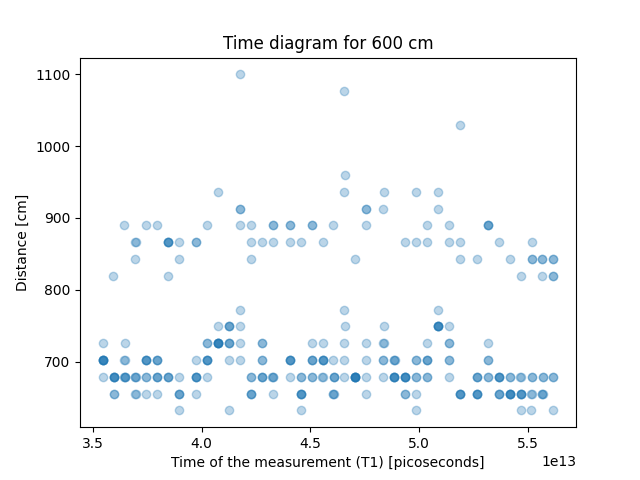 Time diagram for 600 cm
Distance [cm]
1100
1000
900
800
700
3.5
4.0
4.5
5.0
5.5
1e13
Time of the measurement (T1) [picoseconds]